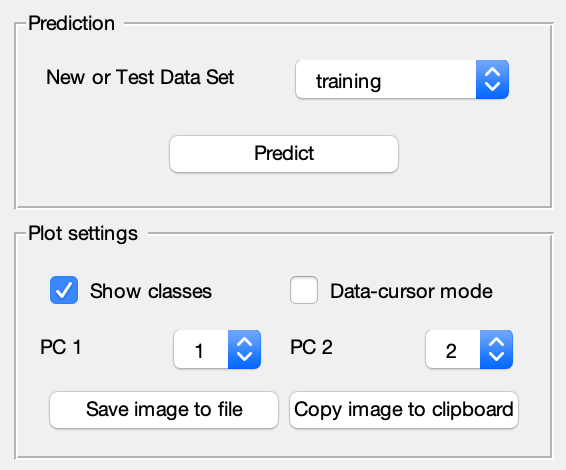 Prediction
New or Test Data Set training
Predict
Plot settings
Show classes Data-cursor mode
PC 1 1 PC 2 2
Save image to file Copy image to clipboard